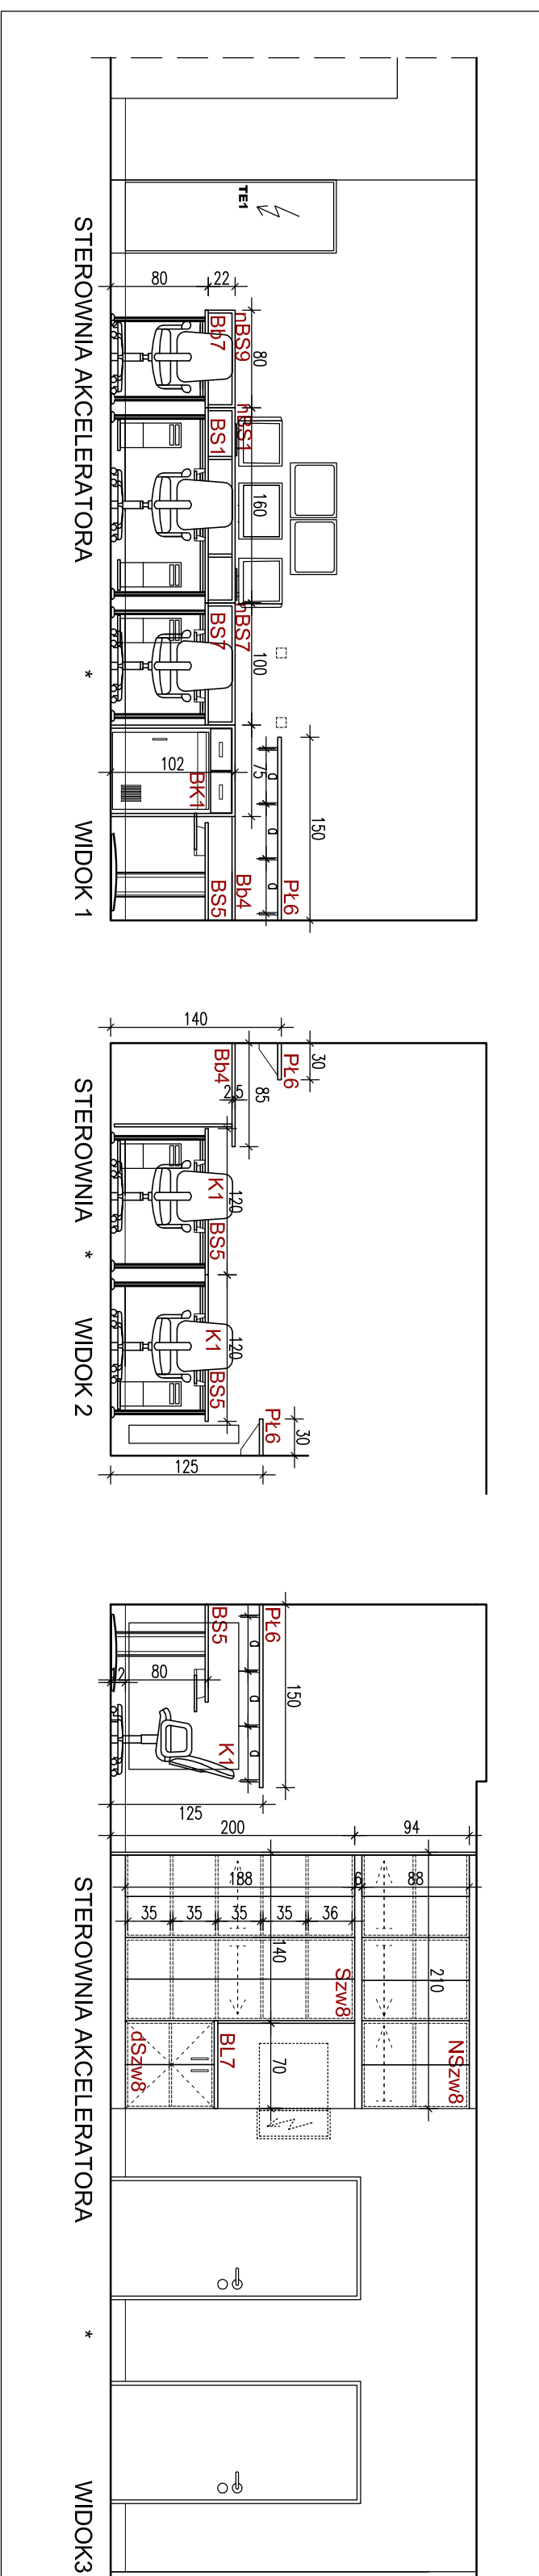 TE1
80
22
nBS9
Bb7
80
nBS1
BS1
160
nBS7
BS7
100
102
BK1
75
150
PŁ6
Bb4
BS5
STEROWNIA AKCELERATORA * WIDOK 1
140
30
PŁ6
Bb4
2,5
85
K1
120
BS5
K1
120
BS5
PŁ6
30
125
STEROWNIA * WIDOK 2
BS5
PŁ6
12
80
150
K1
125
200
94
188
6
88
35
35
35
35
36
140
210
Szw8
NSzw8
dSzw8
BL7
70
STEROWNIA AKCELERATORA * WIDOK3